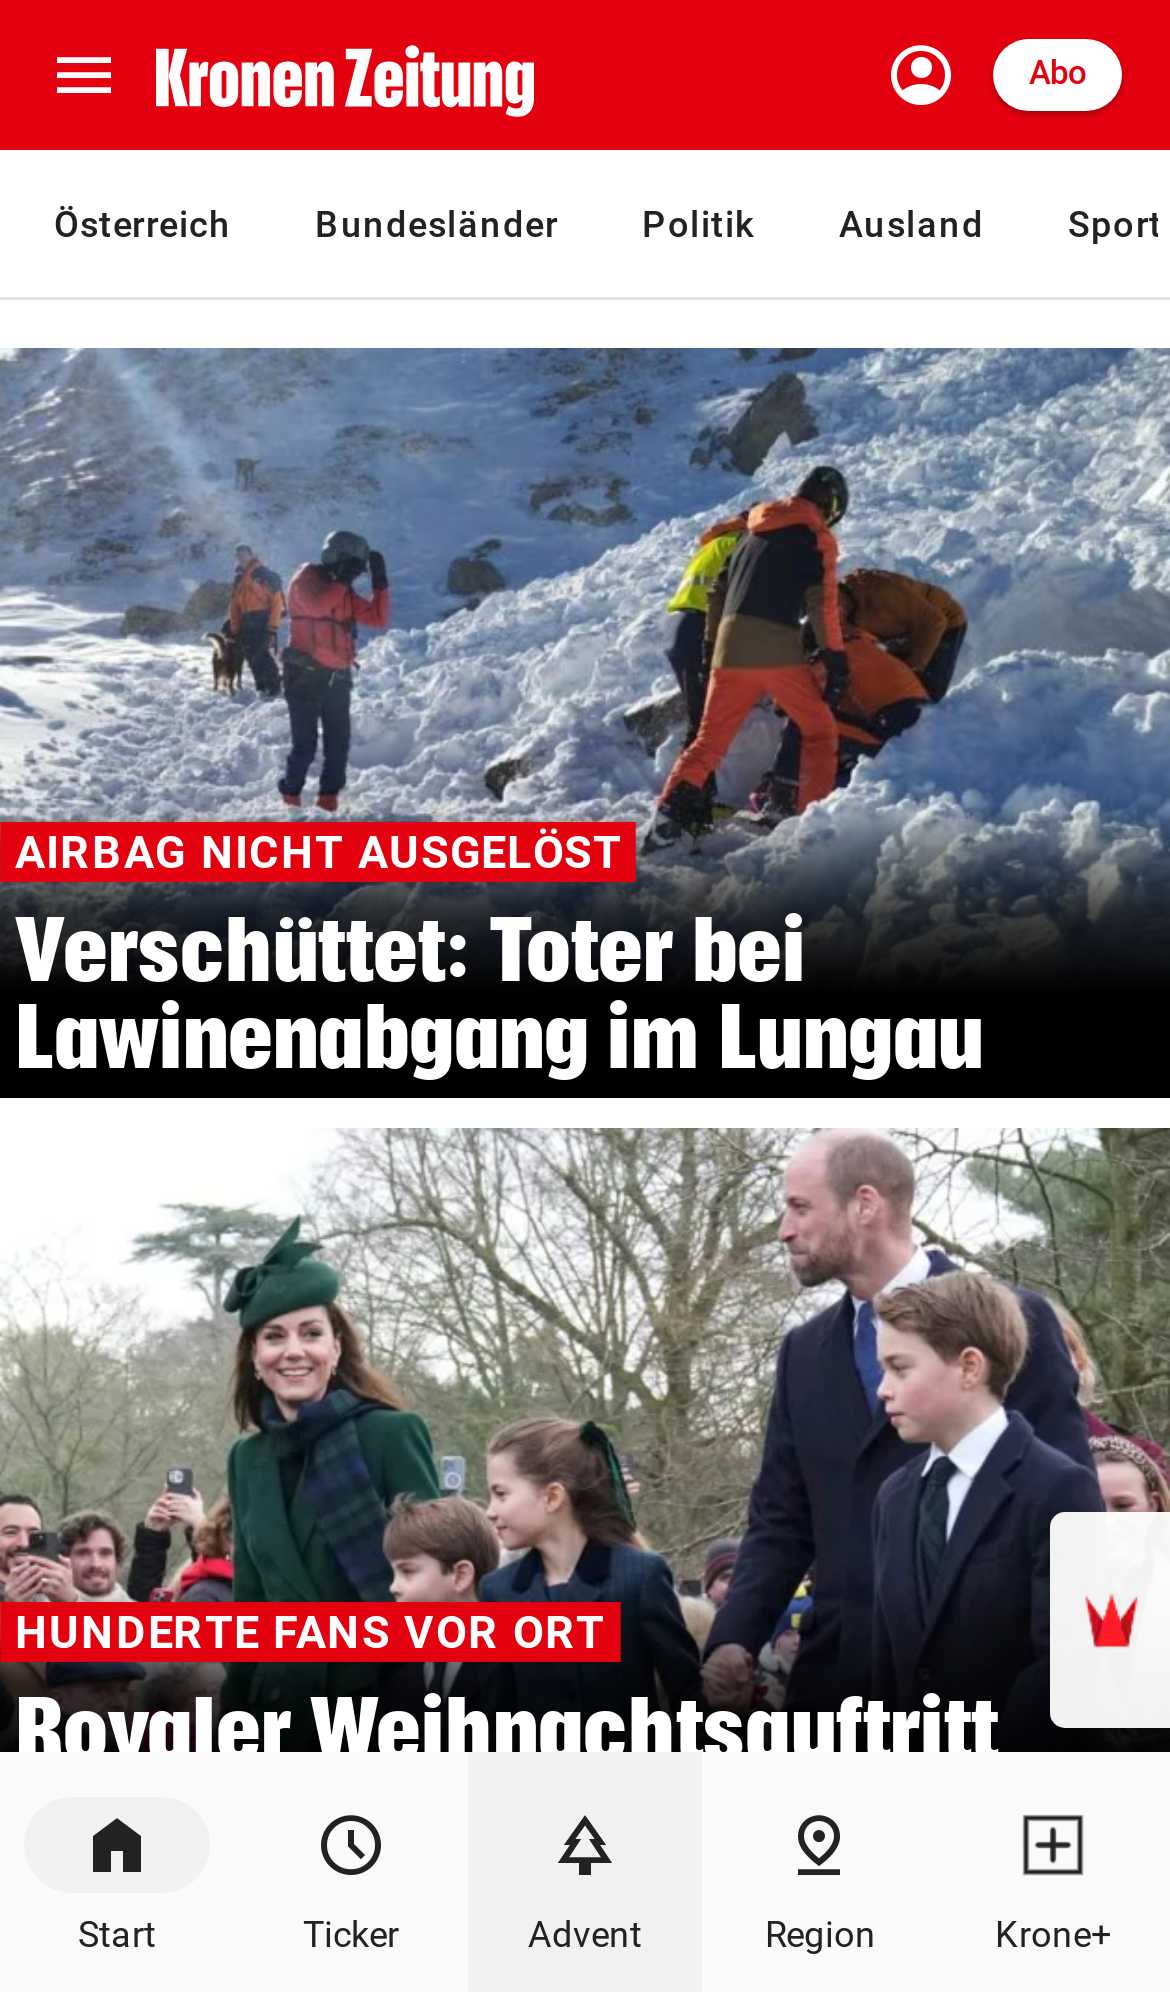 Kronen Zeitung
Abo
Österreich Bundesländer Politik Ausland Sport
AIRBAG NICHT AUSGELÖST
Verschüttet: Toter bei
Lawinenabgang im Lungau
HUNDERTE FANS VOR ORT
Royaler Weihnachtsauftritt
Start Ticker Advent Region Krone+